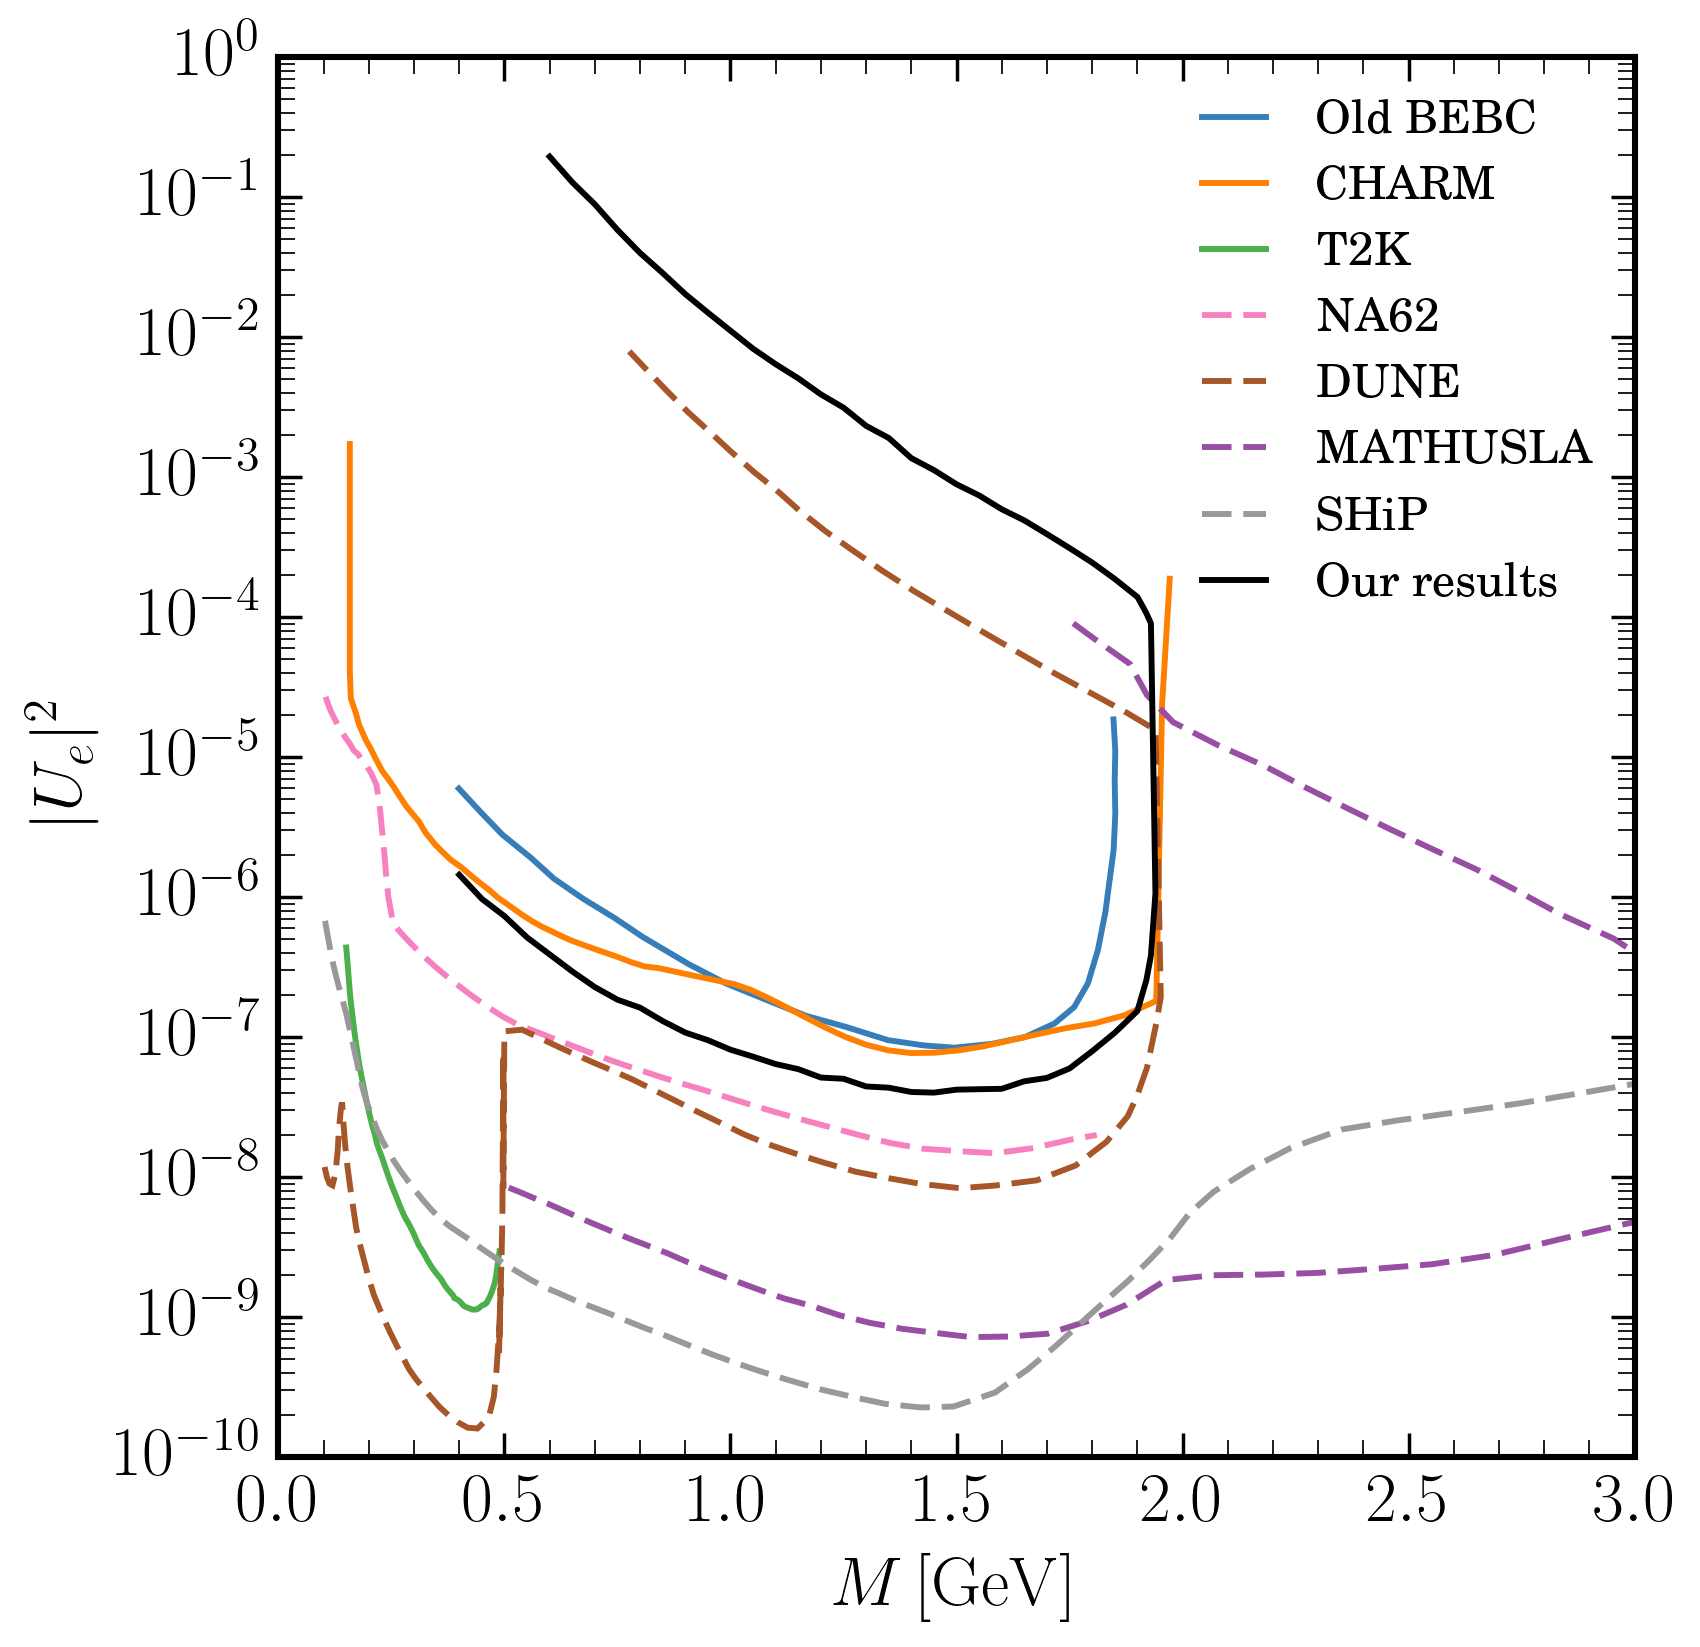 10^0
10^{-1}
10^{-2}
10^{-3}
10^{-4}
10^{-5}
10^{-6}
10^{-7}
10^{-8}
10^{-9}
10^{-10}
|U_e|^2
Old BEBC
CHARM
T2K
NA62
DUNE
MATHUSLA
SHiP
Our results
0.0 0.5 1.0 1.5 2.0 2.5 3.0
M [GeV]